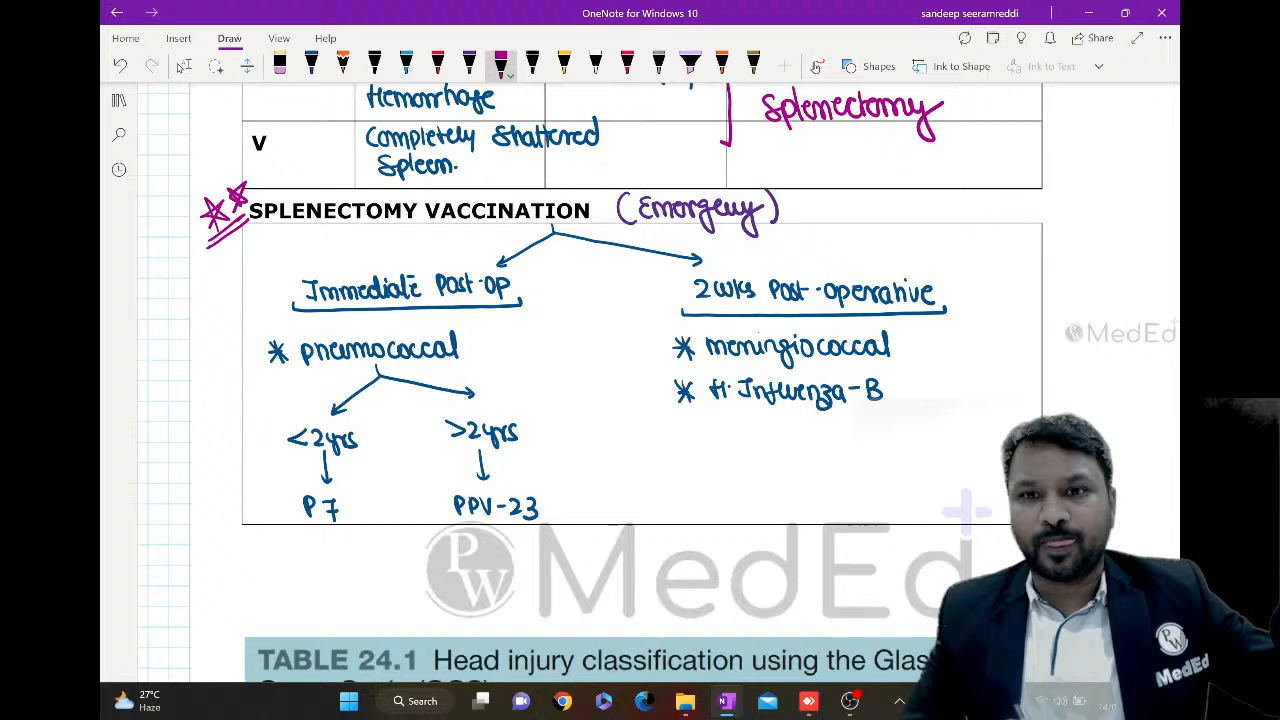 OneNote for Windows 10
sandeep seeramreddi
Home Insert Draw View Help
Share
Shapes
Ink to Shape
Ink to Text
Hemorrhage
Splenectomy
V
Completely Shattered
Spleen.
SPLENECTOMY VACCINATION (Emergency)
Immediate Post-op
2wks Post-operative
* pneumococcal
* meningiococcal
* H. Influenza-B
<2yrs
>2yrs
P7
PPV-23
MedEd
PW MedEd
TABLE 24.1 Head injury classification using the Glas
PW
MedEd
27°C
Haze
Search